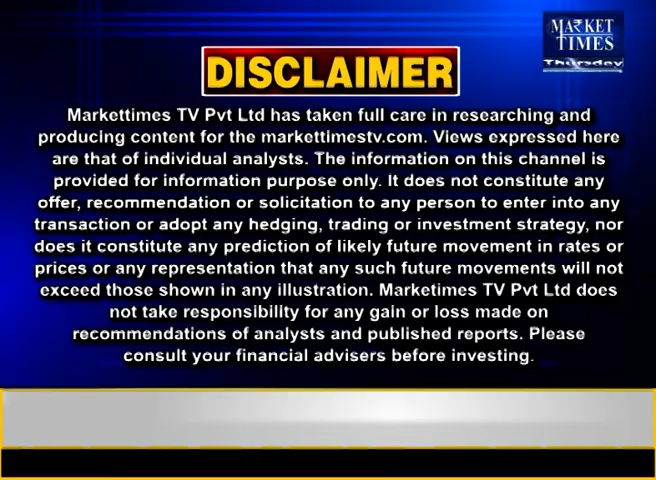 MARKET
TIMES
Thursday
DISCLAIMER
Markettimes TV Pvt Ltd has taken full care in researching and
producing content for the markettimestv.com. Views expressed here
are that of individual analysts. The information on this channel is
provided for information purpose only. It does not constitute any
offer, recommendation or solicitation to any person to enter into any
transaction or adopt any hedging, trading or investment strategy, nor
does it constitute any prediction of likely future movement in rates or
prices or any representation that any such future movements will not
exceed those shown in any illustration. Marketimes TV Pvt Ltd does
not take responsibility for any gain or loss made on
recommendations of analysts and published reports. Please
consult your financial advisers before investing.